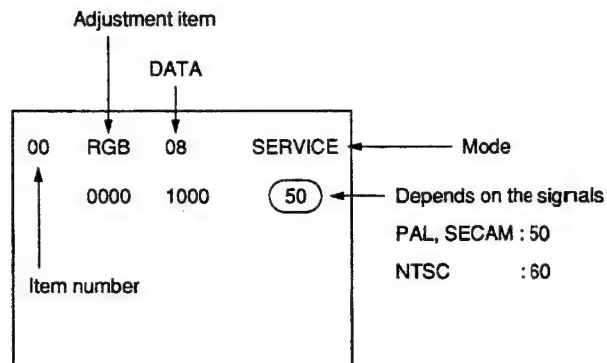 Adjustment item
DATA
00 RGB 08 SERVICE Mode
0000 1000 50 Depends on the signals
PAL, SECAM : 50
NTSC : 60
Item number